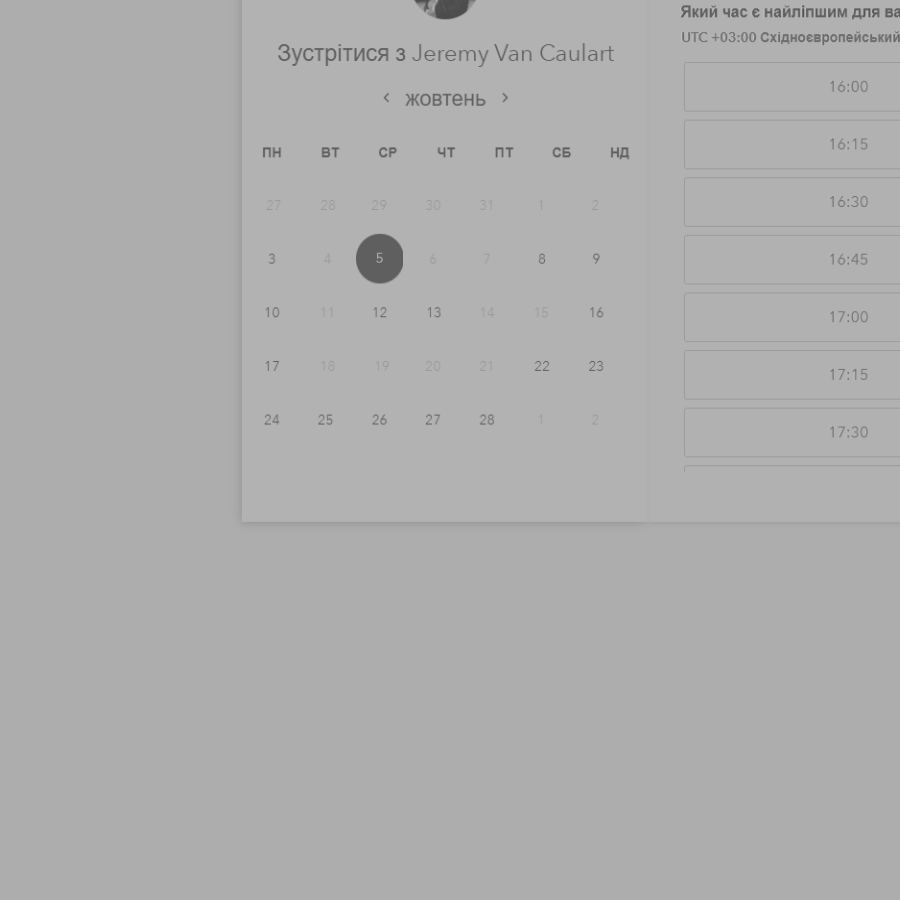 Зустрітися з Jeremy Van Caulart
‹ жовтень ›
ПН ВТ СР ЧТ ПТ СБ НД
27 28 29 30 31 1 2
3 4 5 6 7 8 9
10 11 12 13 14 15 16
17 18 19 20 21 22 23
24 25 26 27 28 1 2
Який час є найліпшим для
UTC +03:00 Східноєвропейський
16:00
16:15
16:30
16:45
17:00
17:15
17:30